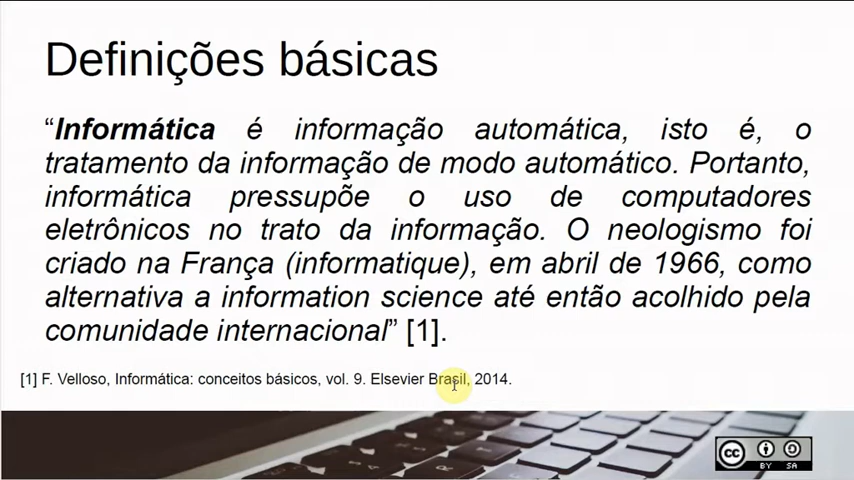 Definições básicas
“Informática é informação automática, isto é, o
tratamento da informação de modo automático. Portanto,
informática pressupõe o uso de computadores
eletrônicos no trato da informação. O neologismo foi
criado na França (informatique), em abril de 1966, como
alternativa a information science até então acolhido pela
comunidade internacional” [1].
[1] F. Velloso, Informática: conceitos básicos, vol. 9. Elsevier Brasil, 2014.
cc
BY SA